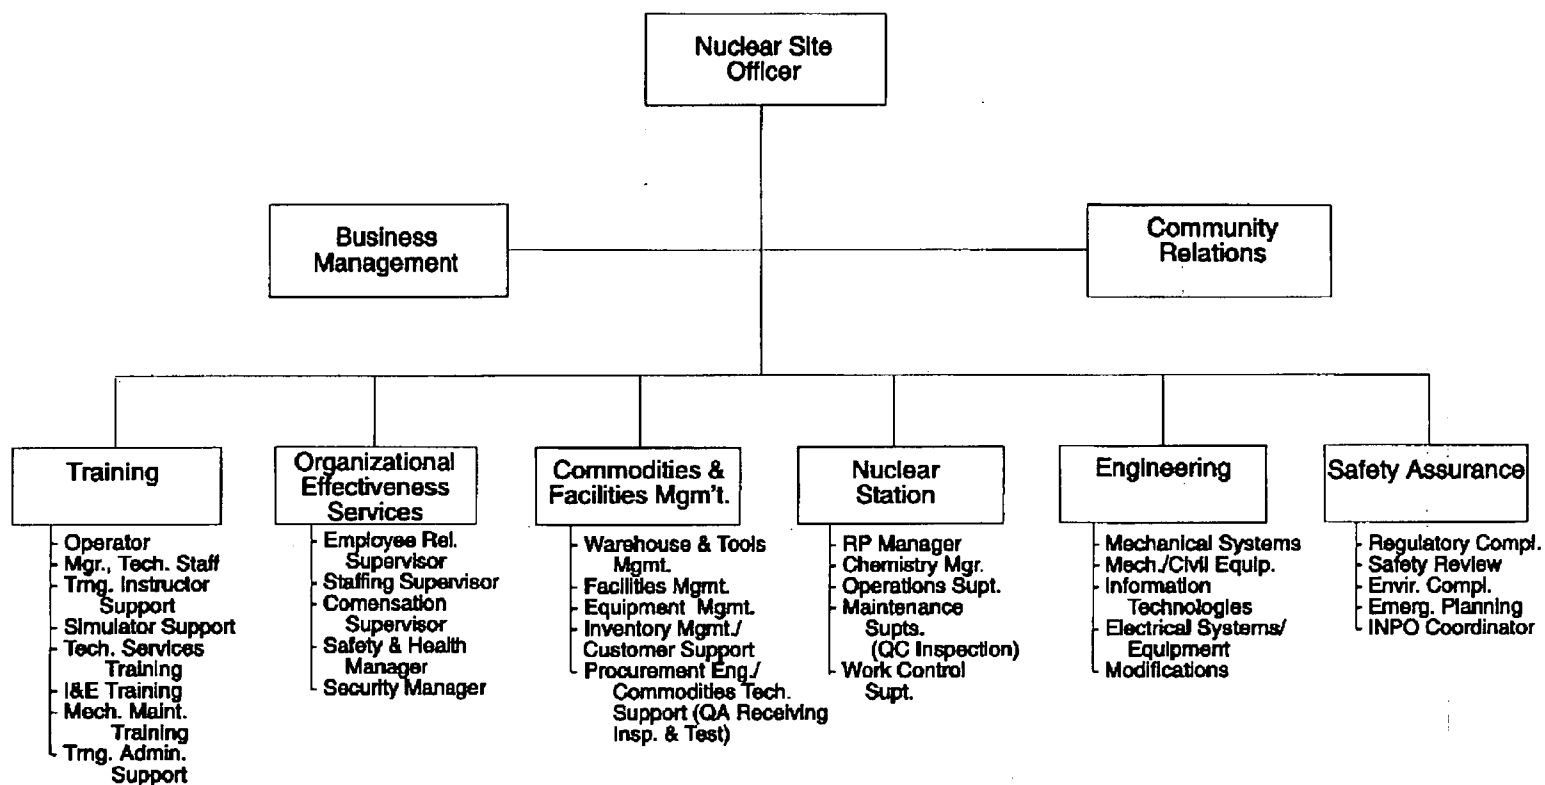 Nuclear Site
Officer
Business
Management
Community
Relations
Training
Operator
Mgr., Tech. Staff
Trng. Instructor
Support
Simulator Support
Tech. Services
Training
I&E Training
Mech. Maint.
Training
Trng. Admin.
Support
Organizational
Effectiveness
Services
Employee Rel.
Supervisor
Staffing Supervisor
Comensation
Supervisor
Safety & Health
Manager
Security Manager
Commodities &
Facilities Mgm't.
Warehouse & Tools
Mgmt.
Facilities Mgmt.
Equipment Mgmt.
Inventory Mgmt./
Customer Support
Procurement Eng./
Commodities Tech.
Support (QA Receiving
Insp. & Test)
Nuclear
Station
RP Manager
Chemistry Mgr.
Operations Supt.
Maintenance
Supts.
(QC Inspection)
Work Control
Supt.
Engineering
Mechanical Systems
Mech./Civil Equip.
Information
Technologies
Electrical Systems/
Equipment
Modifications
Safety Assurance
Regulatory Compl.
Safety Review
Envir. Compl.
Emerg. Planning
INPO Coordinator